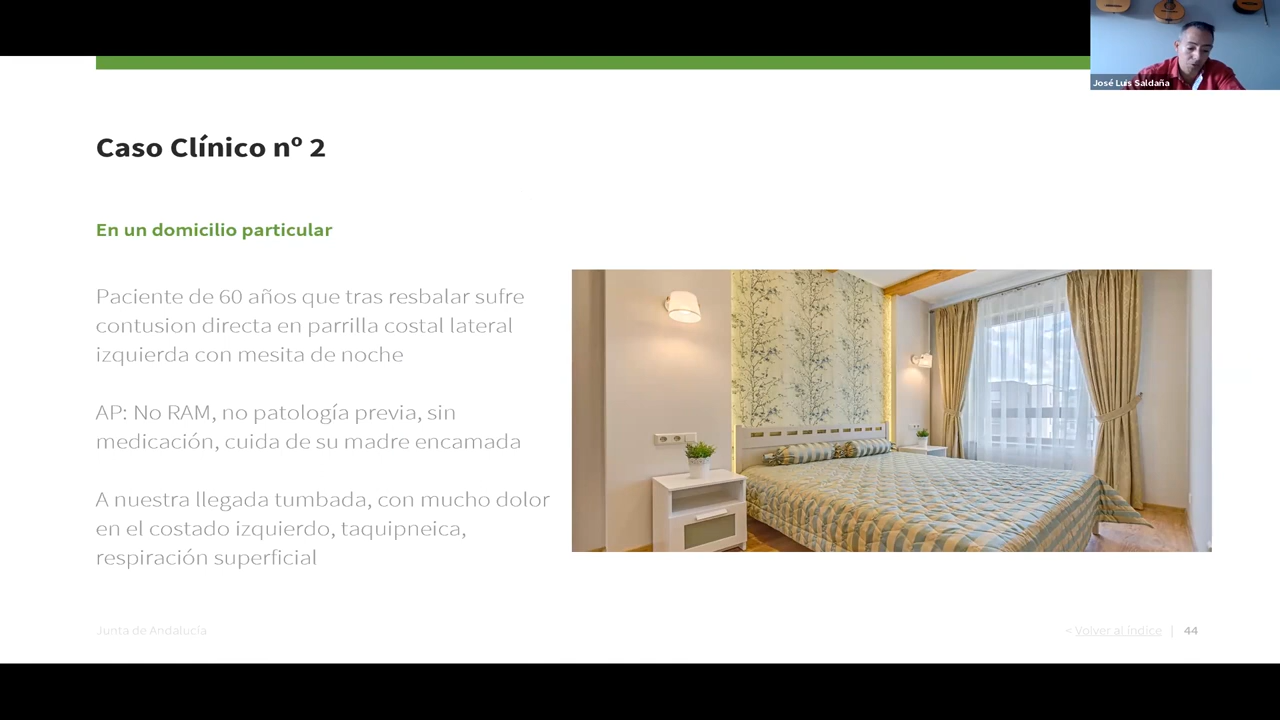 José Luis Saldaña
Caso Clínico nº 2
En un domicilio particular
Paciente de 60 años que tras resbalar sufre
contusion directa en parrilla costal lateral
izquierda con mesita de noche
AP: No RAM, no patología previa, sin
medicación, cuida de su madre encamada
A nuestra llegada tumbada, con mucho dolor
en el costado izquierdo, taquipneica,
respiración superficial
Junta de Andalucía
< Volver al índice | 44